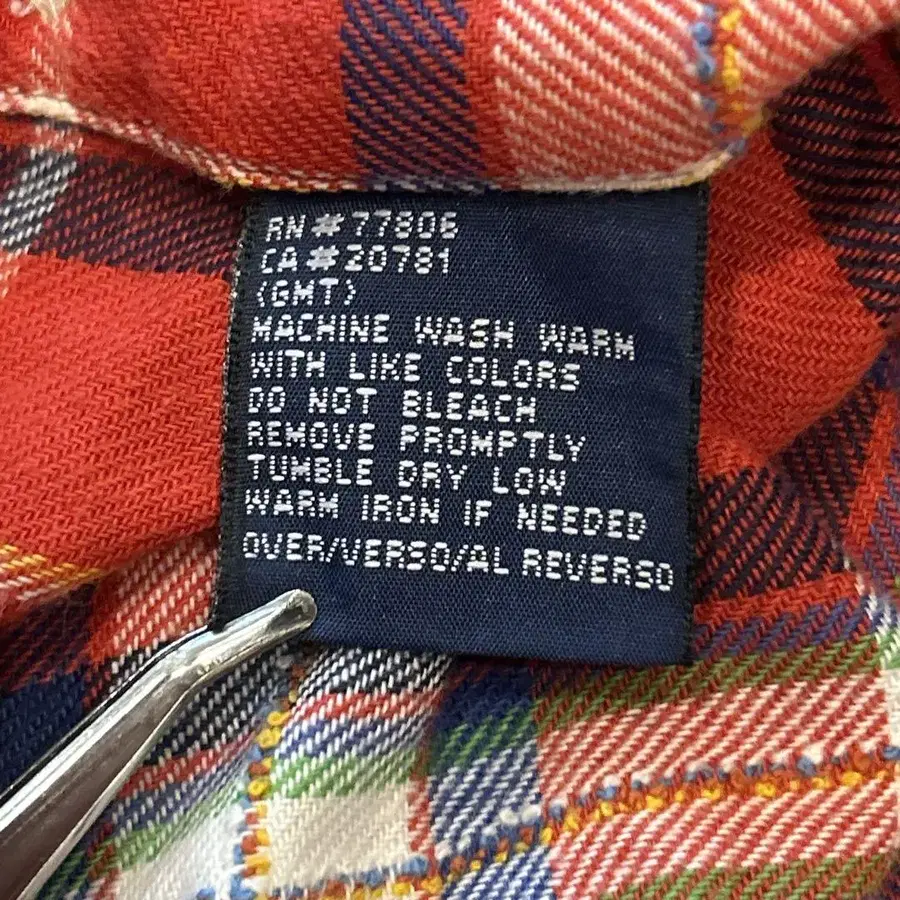 RN#77806
CA#20781
(GMT)
MACHINE WASH WARM
WITH LIKE COLORS
DO NOT BLEACH
REMOVE PROMPTLY
TUMBLE DRY LOW
WARM IRON IF NEEDED
OVER/VERSO/AL REVERSO